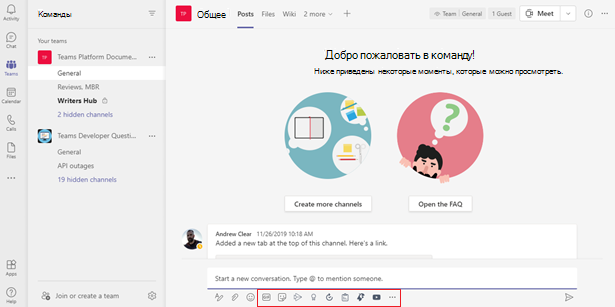 Команды
TF
Общее
Posts
Files
Wiki
2 more
Team | General
1 Guest
Meet
Activity
Chat
Teams
Calendar
Calls
Files
Apps
Help
Your teams
TF
Teams Platform Docume...
General
Reviews, MBR
Writers Hub
2 hidden channels
Teams Developer Questi...
General
API outages
19 hidden channels
Join or create a team
Добро пожаловать в команду!
Ниже приведены некоторые моменты, которые можно просмотреть.
Create more channels
Open the FAQ
Andrew Clear 11/26/2019 10:18 AM
Added a new tab at the top of this channel. Here's a link.
Start a new conversation. Type @ to mention someone.
GIF